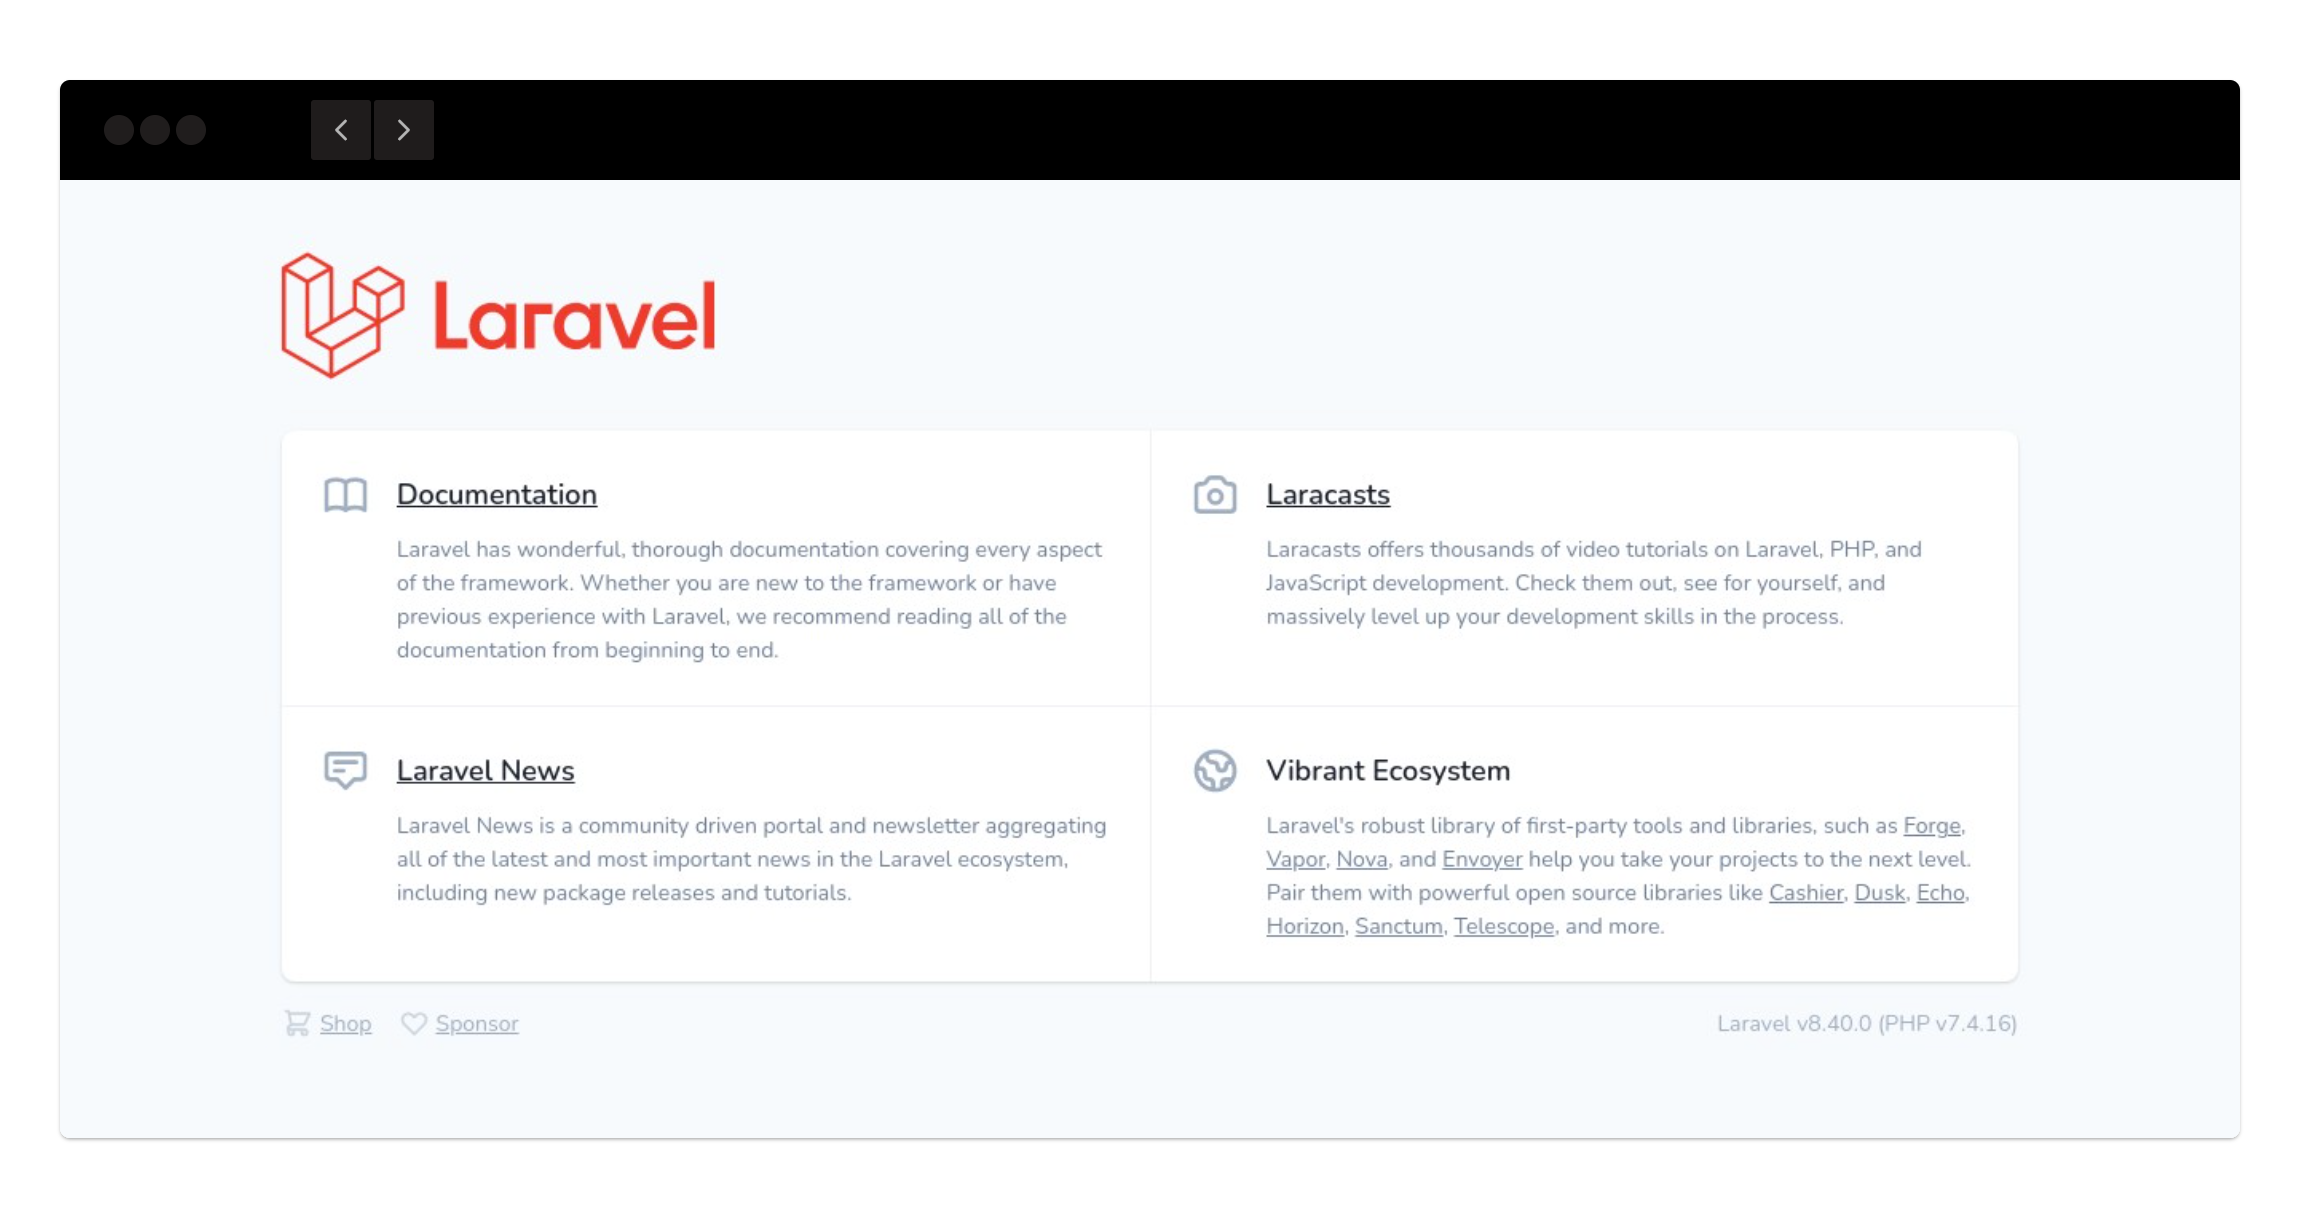 Laravel
Documentation
Laravel has wonderful, thorough documentation covering every aspect
of the framework. Whether you are new to the framework or have
previous experience with Laravel, we recommend reading all of the
documentation from beginning to end.
Laracasts
Laracasts offers thousands of video tutorials on Laravel, PHP, and
JavaScript development. Check them out, see for yourself, and
massively level up your development skills in the process.
Laravel News
Laravel News is a community driven portal and newsletter aggregating
all of the latest and most important news in the Laravel ecosystem,
including new package releases and tutorials.
Vibrant Ecosystem
Laravel's robust library of first-party tools and libraries, such as Forge,
Vapor, Nova, and Envoyer help you take your projects to the next level.
Pair them with powerful open source libraries like Cashier, Dusk, Echo,
Horizon, Sanctum, Telescope, and more.
Shop
Sponsor
Laravel v8.40.0 (PHP v7.4.16)